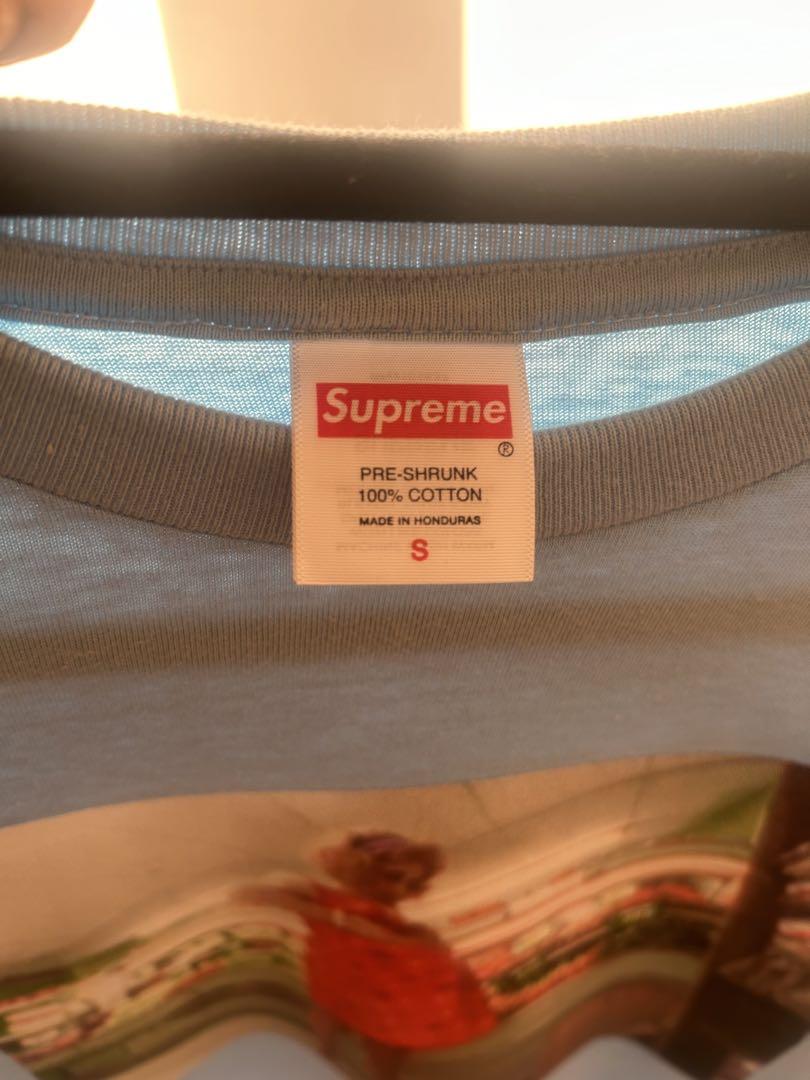 Supreme
®
PRE-SHRUNK
100% COTTON
MADE IN HONDURAS
S